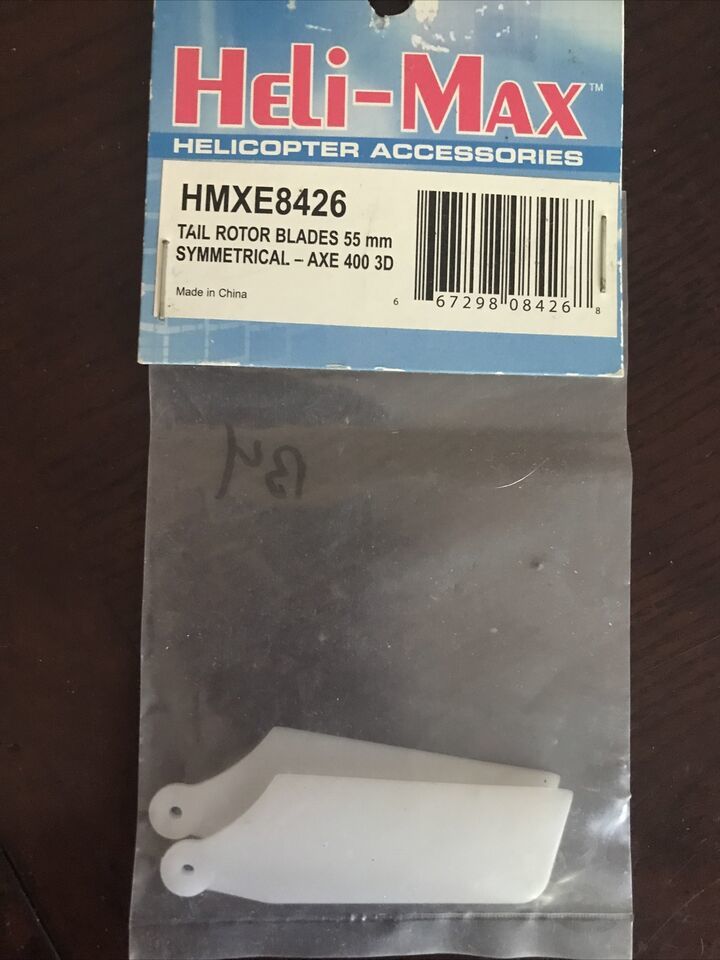 Heli-Max™
HELICOPTER ACCESSORIES
HMXE8426
TAIL ROTOR BLADES 55 mm
SYMMETRICAL – AXE 400 3D
Made in China
6 67298 08426 8